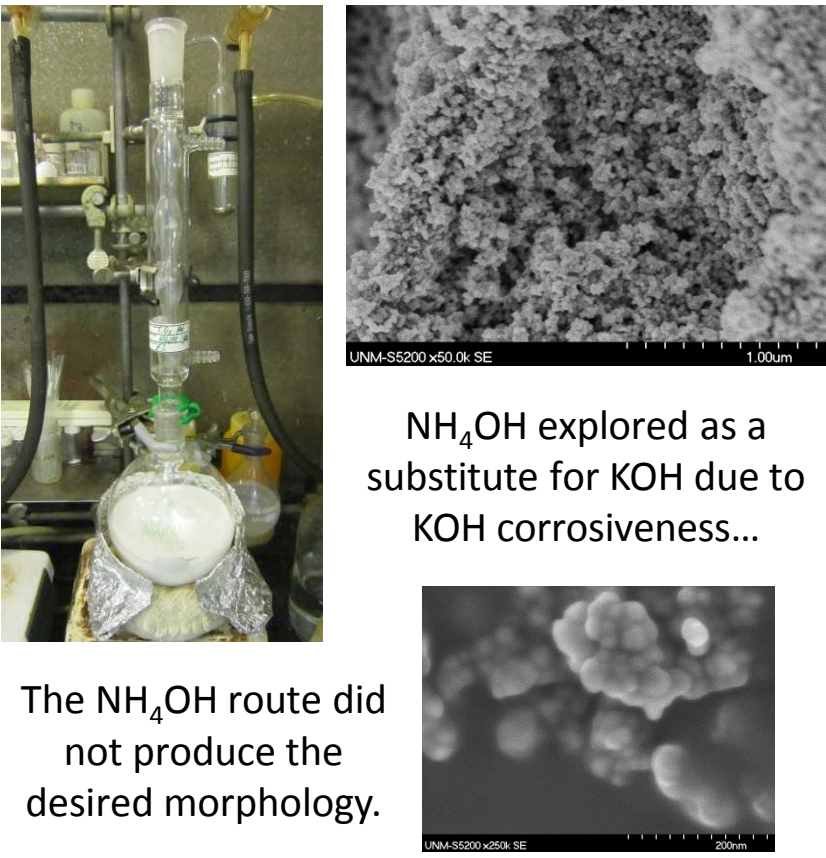 UNM-S5200 x50.0k SE 1.00um
NH₄OH explored as a
substitute for KOH due to
KOH corrosiveness…
The NH₄OH route did
not produce the
desired morphology.
UNM-S5200 x250k SE 200nm